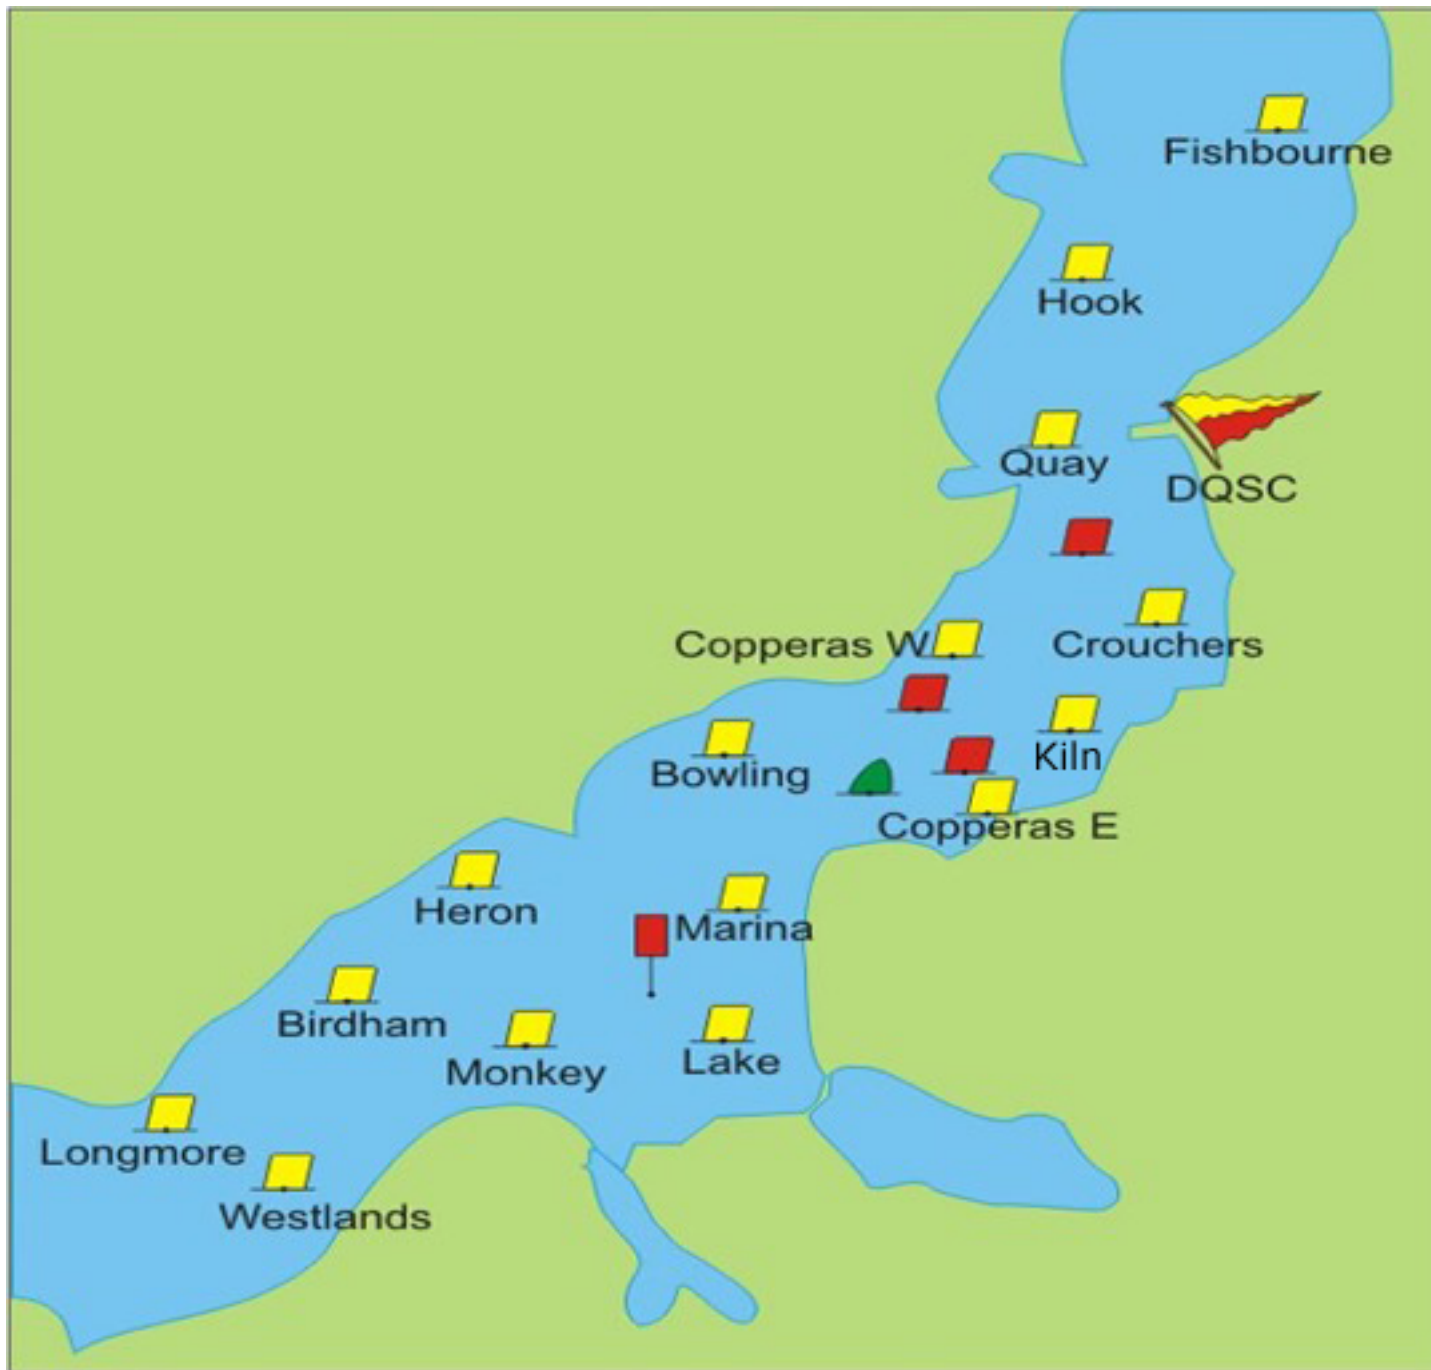 Fishbourne
Hook
Quay
DQSC
Copperas W
Crouchers
Kiln
Bowling
Copperas E
Heron
Marina
Birdham
Monkey
Lake
Longmore
Westlands